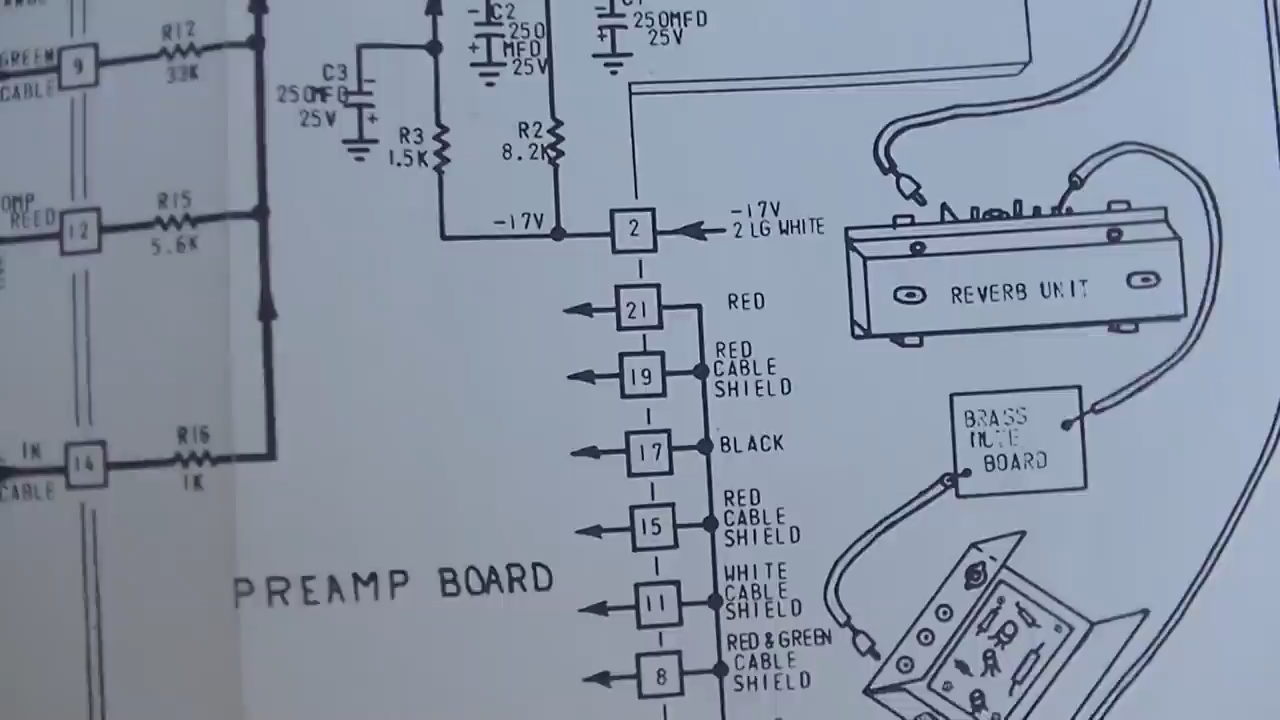 R12
33K
GREEN
9
CABLE
C3
250MFD
25V
C2
250
MFD
25V
250MFD
25V
R3
1.5K
R2
8.2K
-17V
2
-17V
2 LG WHITE
REED
12
R15
5.6K
21
RED
19
RED
CABLE
SHIELD
17
BLACK
15
RED
CABLE
SHIELD
11
WHITE
CABLE
SHIELD
8
RED & GREEN
CABLE
SHIELD
IN
14
CABLE
R16
1K
PREAMP BOARD
REVERB UNIT
BRASS
MUTE
BOARD